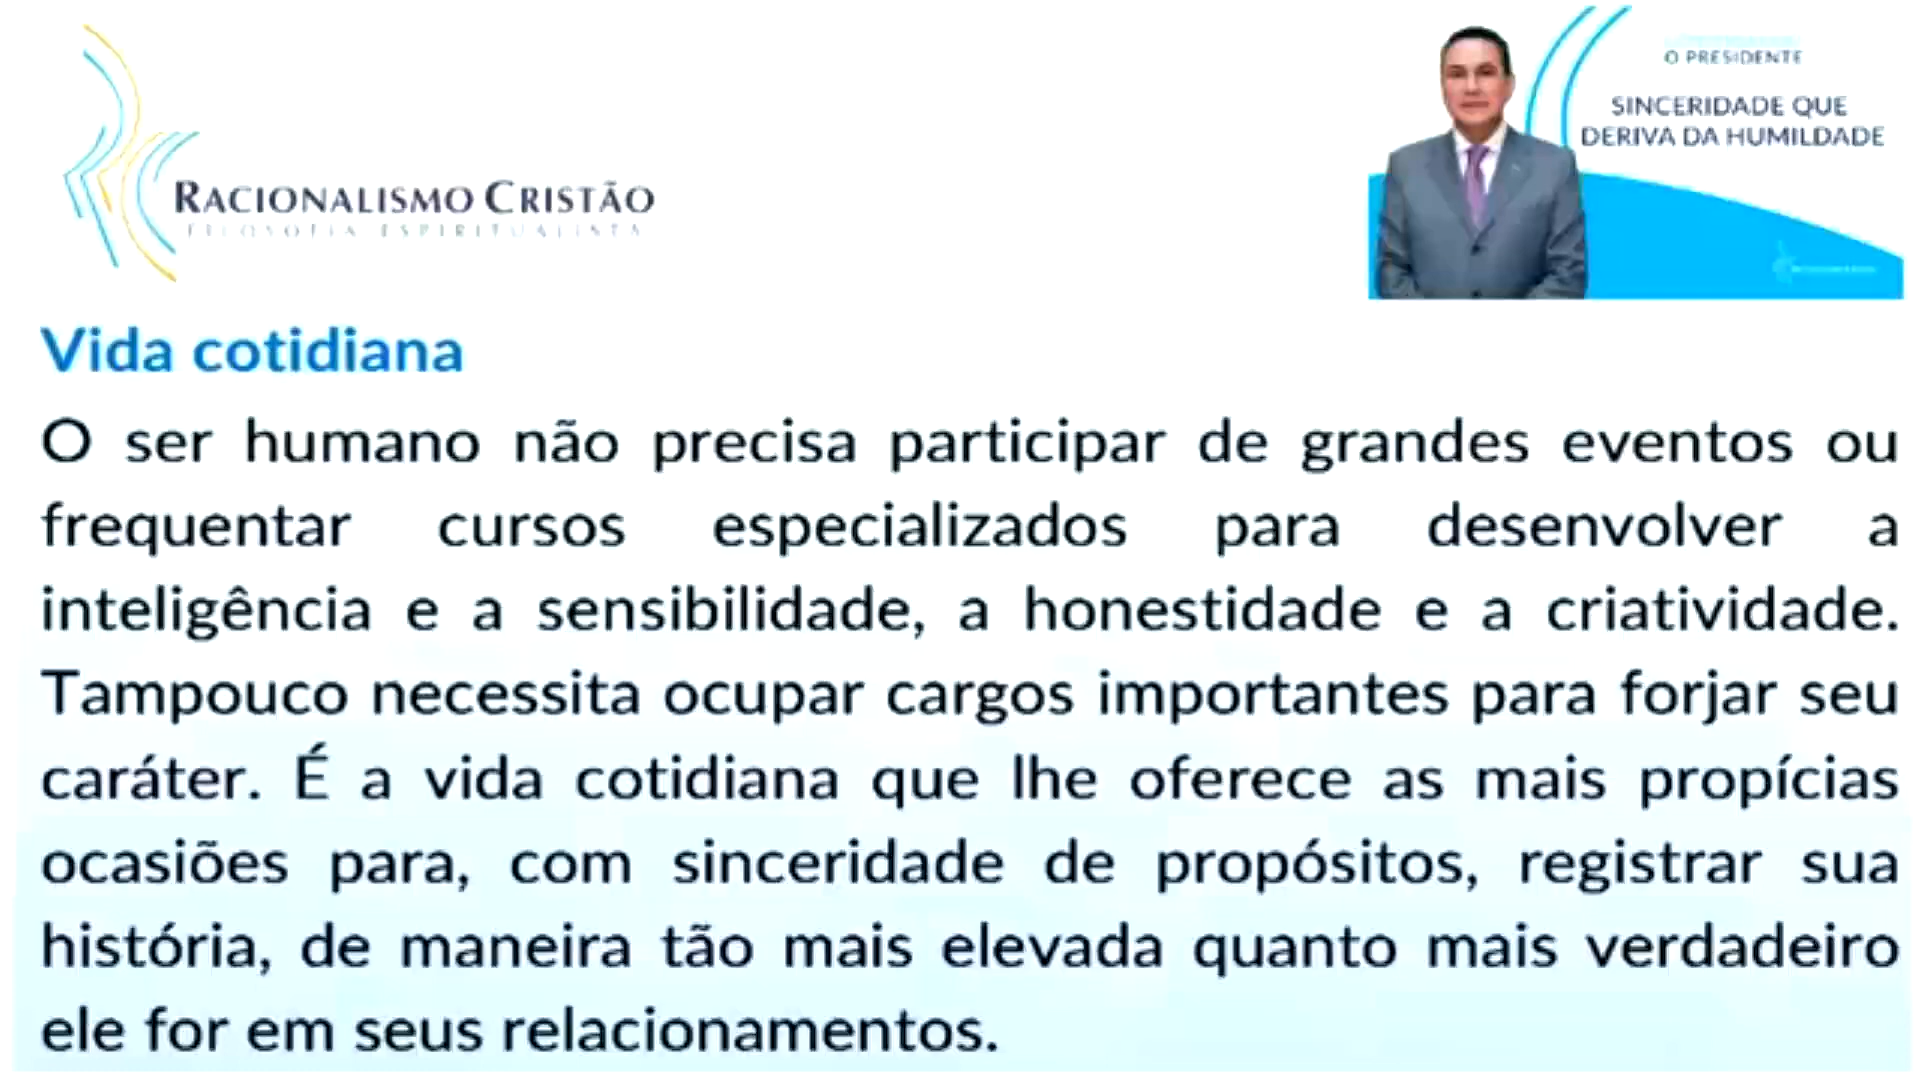 RACIONALISMO CRISTÃO
FILOSOFIA ESPIRITUALISTA
O PRESIDENTE
SINCERIDADE QUE
DERIVA DA HUMILDADE
Vida cotidiana
O ser humano não precisa participar de grandes eventos ou
frequentar cursos especializados para desenvolver a
inteligência e a sensibilidade, a honestidade e a criatividade.
Tampouco necessita ocupar cargos importantes para forjar seu
caráter. É a vida cotidiana que lhe oferece as mais propícias
ocasiões para, com sinceridade de propósitos, registrar sua
história, de maneira tão mais elevada quanto mais verdadeiro
ele for em seus relacionamentos.